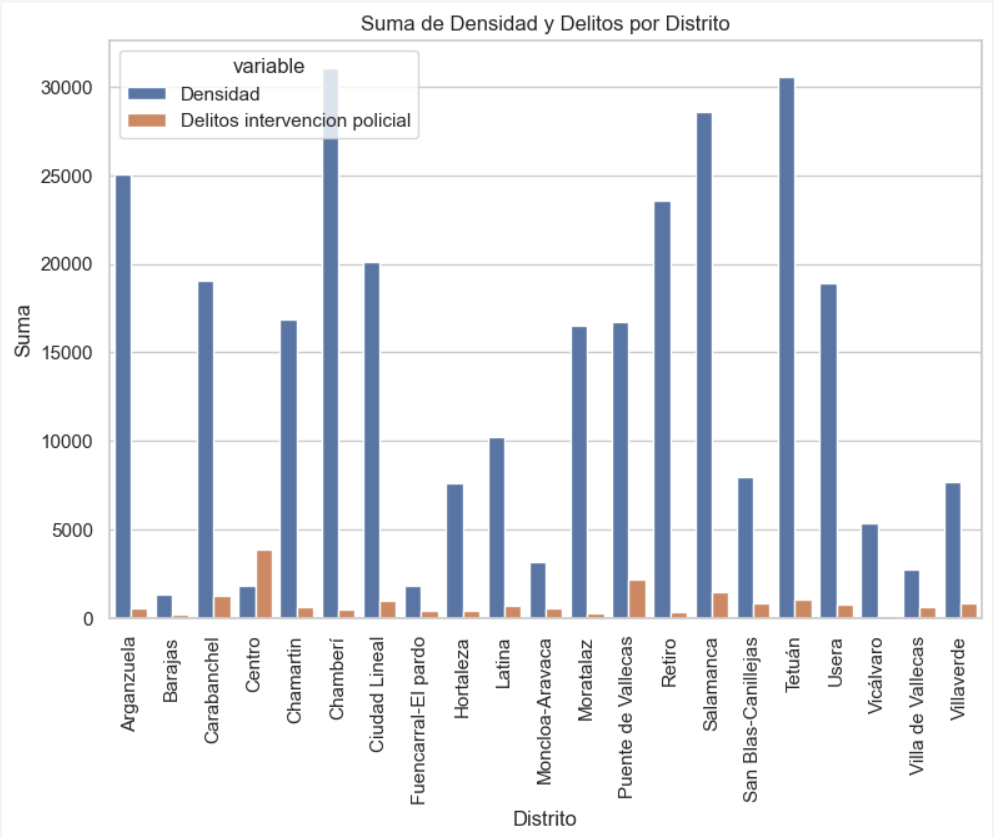 Suma de Densidad y Delitos por Distrito
variable
Densidad
Delitos intervencion policial
30000
25000
20000
15000
10000
5000
0
Suma
Arganzuela
Barajas
Carabanchel
Centro
Chamartin
Chamberí
Ciudad Lineal
Fuencarral-El pardo
Hortaleza
Latina
Moncloa-Aravaca
Moratalaz
Puente de Vallecas
Retiro
Salamanca
San Blas-Canillejas
Tetuán
Usera
Vicálvaro
Villa de Vallecas
Villaverde
Distrito